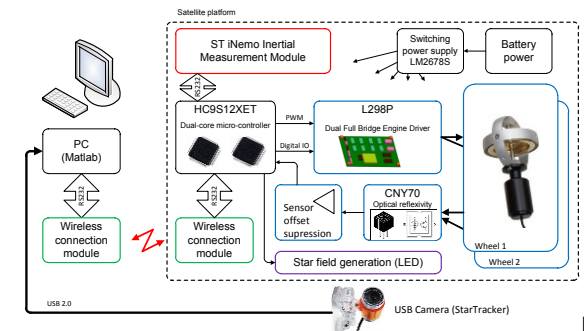 Satellite platform
ST iNemo Inertial
Measurement Module
Switching
power supply
LM2678S
Battery
power
RS232
HC9S12XET
Dual-core micro-controller
PWM
Digital IO
L298P
Dual Full Bridge Engine Driver
PC
(Matlab)
RS232
RS232
Sensor
offset
supression
CNY70
Optical reflexivity
Wheel 1
Wheel 2
Wireless
connection
module
Wireless
connection
module
Star field generation (LED)
USB 2.0
USB Camera (StarTracker)